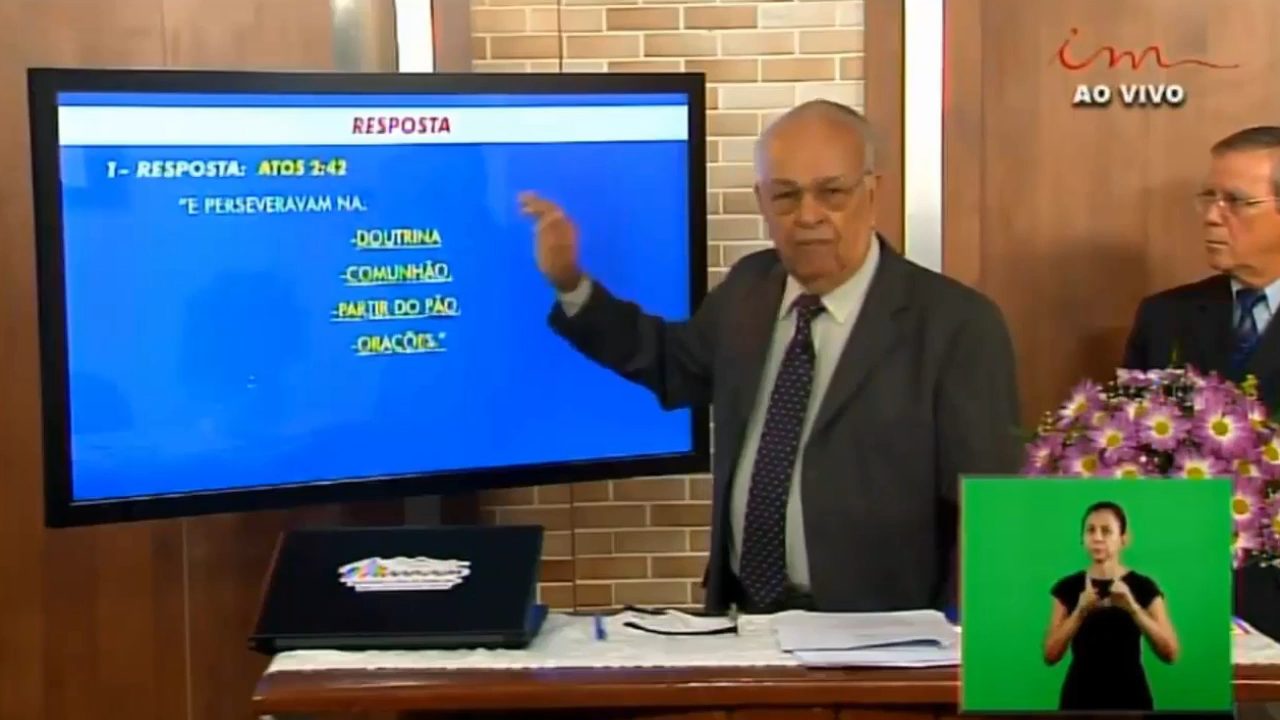 im
AO VIVO
RESPOSTA
1- RESPOSTA: ATOS 2:42
"E PERSEVERAVAM NA.
-DOUTRINA
-COMUNHÃO,
-PARTIR DO PÃO,
-ORAÇÕES."